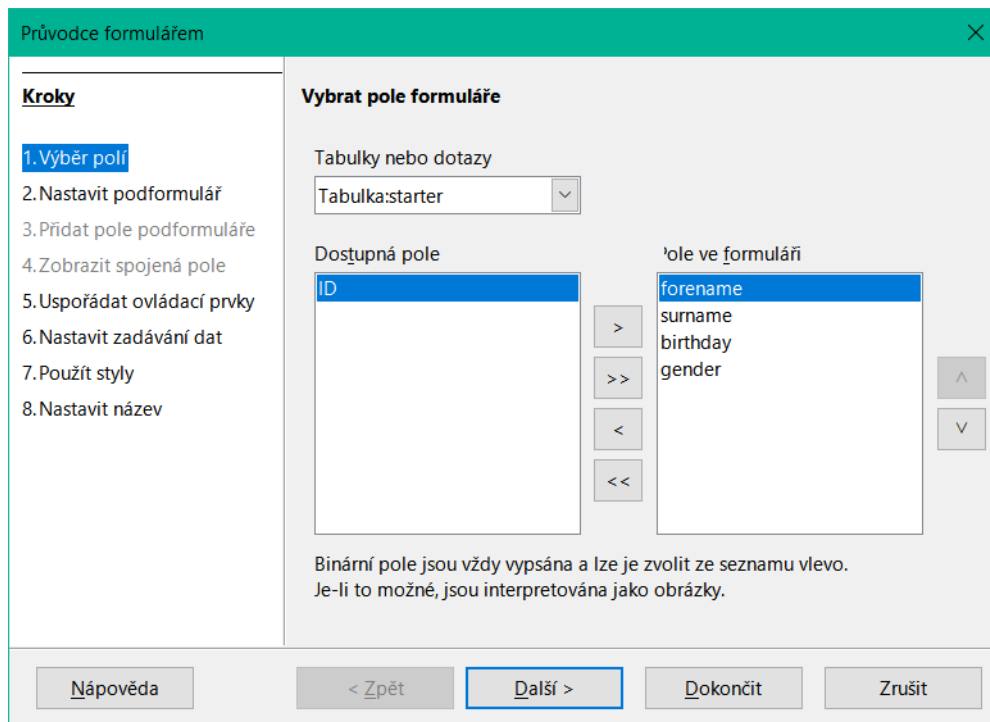 Průvodce formulářem
Kroky
1. Výběr polí
2. Nastavit podformulář
3. Přidat pole podformuláře
4. Zobrazit spojená pole
5. Uspořádat ovládací prvky
6. Nastavit zadávání dat
7. Použít styly
8. Nastavit název
Vybrat pole formuláře
Tabulky nebo dotazy
Tabulka:starter
Dostupná pole
ID
>
>>
<
<<
Pole ve formuláři
forename
surname
birthday
gender
Binární pole jsou vždy vypsána a lze je zvolit ze seznamu vlevo.
Je-li to možné, jsou interpretována jako obrázky.
Nápověda
< Zpět
Další >
Dokončit
Zrušit